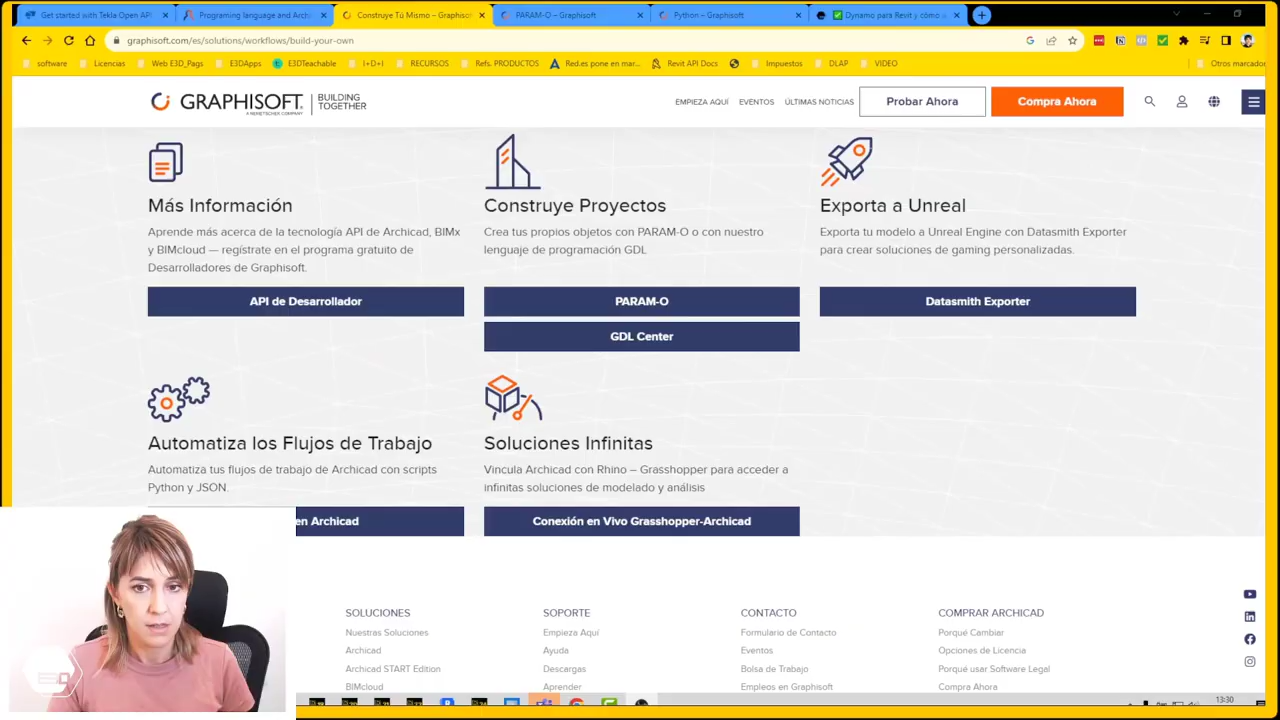 Get started with Tekla Open API
Programing language and Archi
Construye Tú Mismo – Graphisof
PARAM-O – Graphisoft
Python – Graphisoft
Dynamo para Revit y cómo
graphisoft.com/es/solutions/workflows/build-your-own
software
Licencias
Web E3D_Pags
E3DApps
E3DTeachable
I+D+I
RECURSOS
Refs. PRODUCTOS
Red.es pone en mar...
Revit API Docs
Impuestos
DLAP
VIDEO
Otros marcador
GRAPHISOFT
A NEMETSCHEK COMPANY
BUILDING
TOGETHER
EMPIEZA AQUÍ
EVENTOS
ÚLTIMAS NOTICIAS
Probar Ahora
Compra Ahora
Más Información
Aprende más acerca de la tecnología API de Archicad, BIMx
y BIMcloud — regístrate en el programa gratuito de
Desarrolladores de Graphisoft.
API de Desarrollador
Construye Proyectos
Crea tus propios objetos con PARAM-O o con nuestro
lenguaje de programación GDL
PARAM-O
GDL Center
Exporta a Unreal
Exporta tu modelo a Unreal Engine con Datasmith Exporter
para crear soluciones de gaming personalizadas.
Datasmith Exporter
Automatiza los Flujos de Trabajo
Automatiza tus flujos de trabajo de Archicad con scripts
Python y JSON.
en Archicad
Soluciones Infinitas
Vincula Archicad con Rhino – Grasshopper para acceder a
infinitas soluciones de modelado y análisis
Conexión en Vivo Grasshopper-Archicad
SOLUCIONES
Nuestras Soluciones
Archicad
Archicad START Edition
BIMcloud
SOPORTE
Empieza Aquí
Ayuda
Descargas
Aprender
CONTACTO
Formulario de Contacto
Eventos
Bolsa de Trabajo
Empleos en Graphisoft
COMPRAR ARCHICAD
Porqué Cambiar
Opciones de Licencia
Porqué usar Software Legal
Compra Ahora
13:30